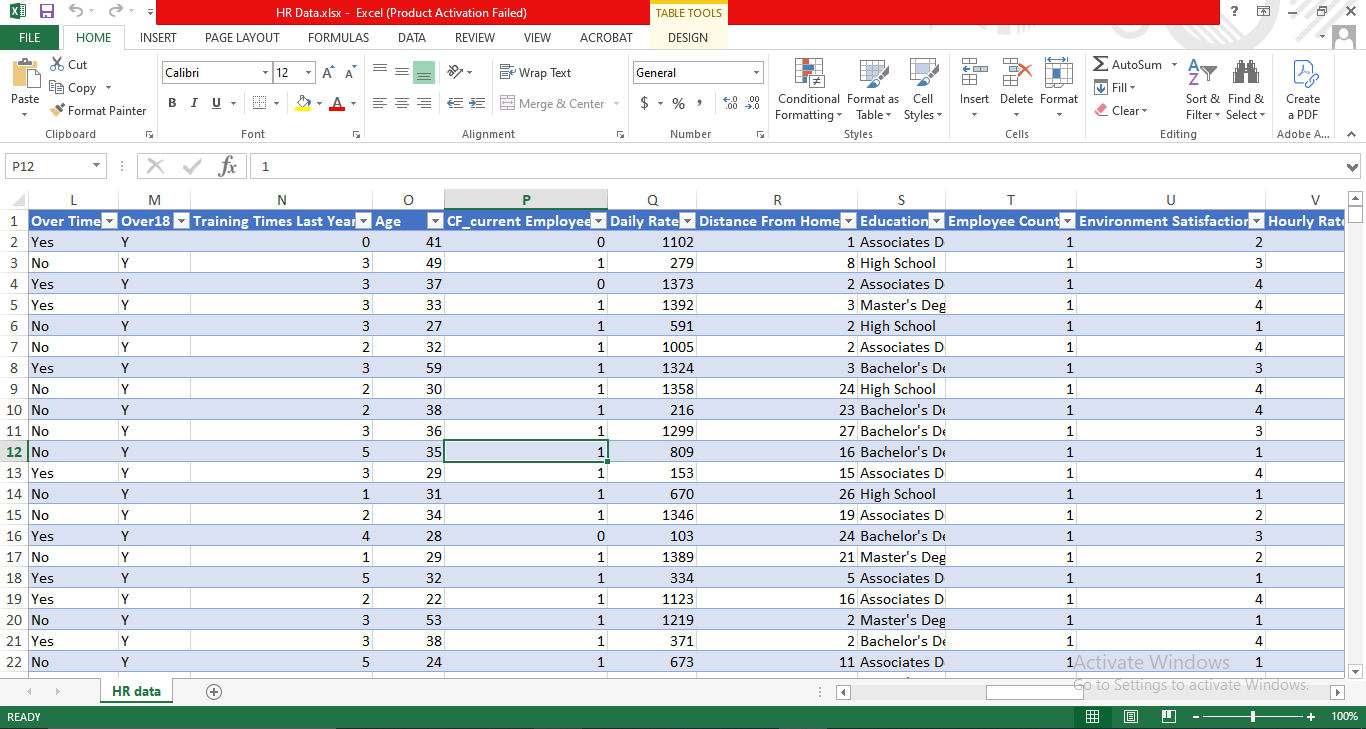 HR Data.xlsx - Excel (Product Activation Failed)
TABLE TOOLS
?
FILE HOME INSERT PAGE LAYOUT FORMULAS DATA REVIEW VIEW ACROBAT DESIGN
Paste
Cut
Copy
Format Painter
Clipboard
Calibri 12
B I U
Font
Wrap Text
Merge & Center
Alignment
General
$ % ,
Number
Conditional Formatting
Format as Table
Cell Styles
Styles
Insert Delete Format
Cells
AutoSum
Fill
Clear
Sort & Filter
Find & Select
Editing
Create a PDF
Adobe A...
P12 fx 1
L M N O P Q R S T U V
1 Over Time Over18 Training Times Last Year Age CF_current Employee Daily Rate Distance From Home Education Employee Count Environment Satisfaction Hourly Rate
2 Yes Y 0 41 0 1102 1 Associates D 1 2
3 No Y 3 49 1 279 8 High School 1 3
4 Yes Y 3 37 0 1373 2 Associates D 1 4
5 Yes Y 3 33 1 1392 3 Master's Deg 1 4
6 No Y 3 27 1 591 2 High School 1 1
7 No Y 2 32 1 1005 2 Associates D 1 4
8 Yes Y 3 59 1 1324 3 Bachelor's De 1 3
9 No Y 2 30 1 1358 24 High School 1 4
10 No Y 2 38 1 216 23 Bachelor's De 1 4
11 No Y 3 36 1 1299 27 Bachelor's De 1 3
12 No Y 5 35 1 809 16 Bachelor's De 1 1
13 Yes Y 3 29 1 153 15 Associates D 1 4
14 No Y 1 31 1 670 26 High School 1 1
15 No Y 2 34 1 1346 19 Associates D 1 2
16 Yes Y 4 28 0 103 24 Bachelor's De 1 3
17 No Y 1 29 1 1389 21 Master's Deg 1 2
18 Yes Y 5 32 1 334 5 Associates D 1 1
19 Yes Y 2 22 1 1123 16 Associates D 1 4
20 No Y 3 53 1 1219 2 Master's Deg 1 1
21 Yes Y 3 38 1 371 2 Bachelor's De 1 4
22 No Y 5 24 1 673 11 Associates D 1 1
Activate Windows
Go to Settings to activate Windows.
HR data
READY 100%